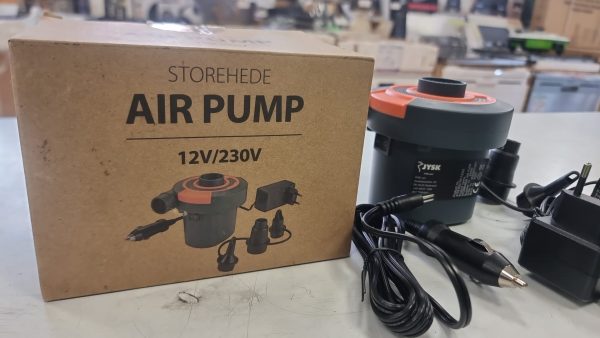 STOREHEDE
AIR PUMP
12V/230V
JYSK